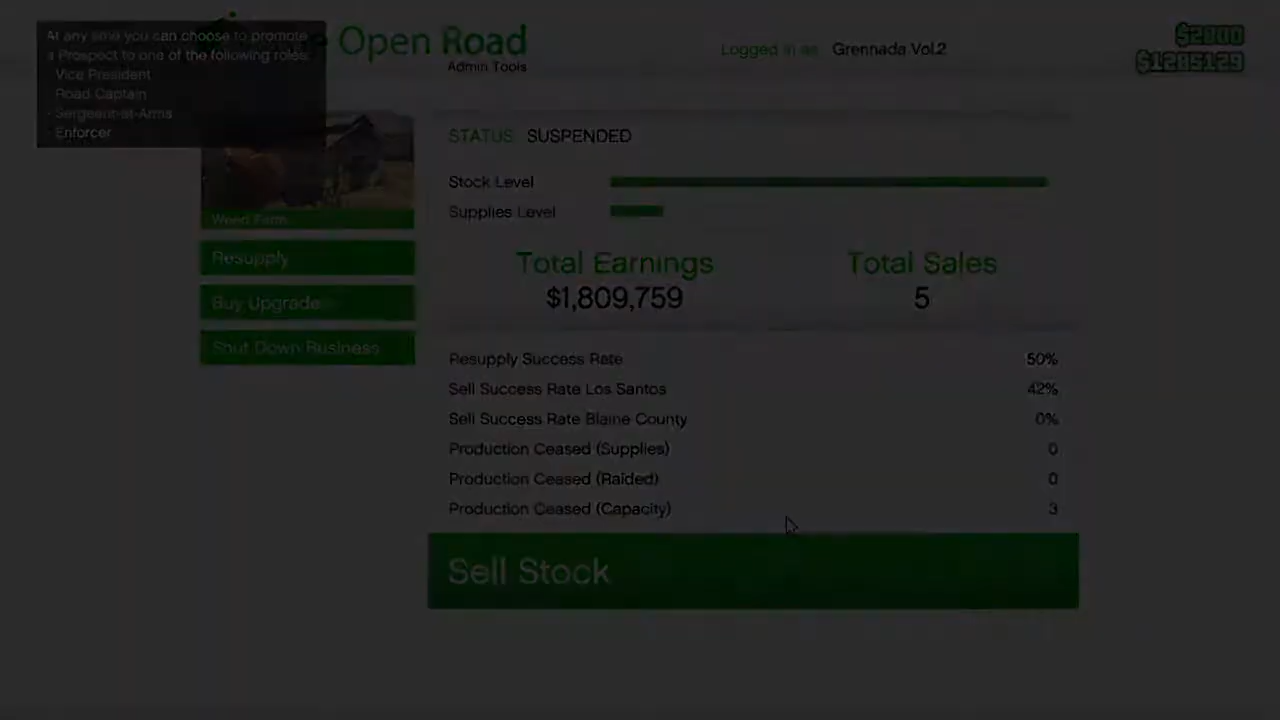 At any time you can choose to promote
a Prospect to one of the following roles:
- Vice President
- Road Captain
- Sergeant-at-Arms
- Enforcer
Open Road
Admin Tools
Logged in as Grennada Vol.2
$2000
$1285129
Weed Farm
Resupply
Buy Upgrades
Shut Down Business
STATUS: SUSPENDED
Stock Level
Supplies Level
Total Earnings
$1,809,759
Total Sales
5
Resupply Success Rate 50%
Sell Success Rate Los Santos 42%
Sell Success Rate Blaine County 0%
Production Ceased (Supplies) 0
Production Ceased (Raided) 0
Production Ceased (Capacity) 3
Sell Stock